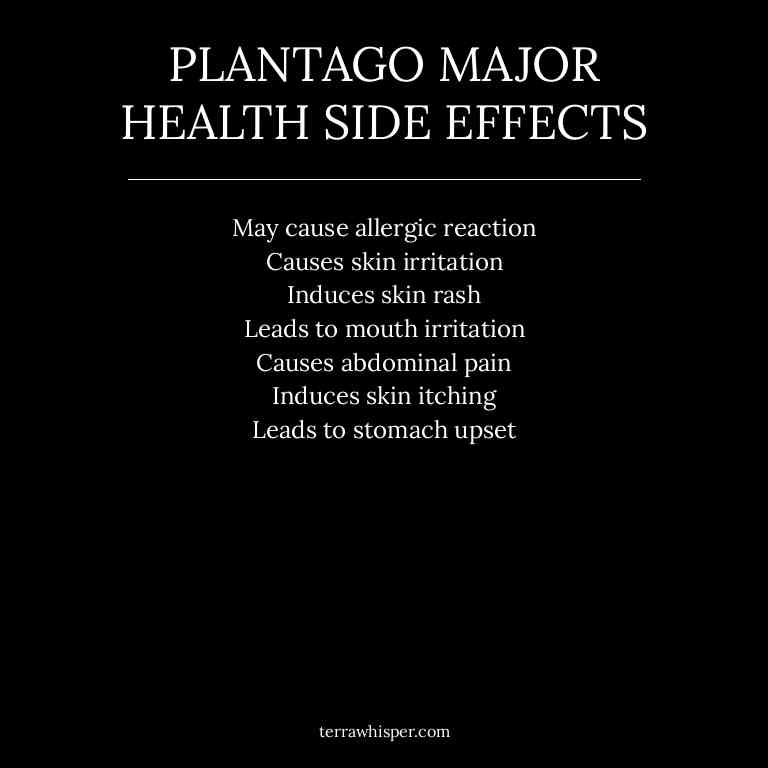 PLANTAGO MAJOR
HEALTH SIDE EFFECTS
May cause allergic reaction
Causes skin irritation
Induces skin rash
Leads to mouth irritation
Causes abdominal pain
Induces skin itching
Leads to stomach upset
terrawhisper.com